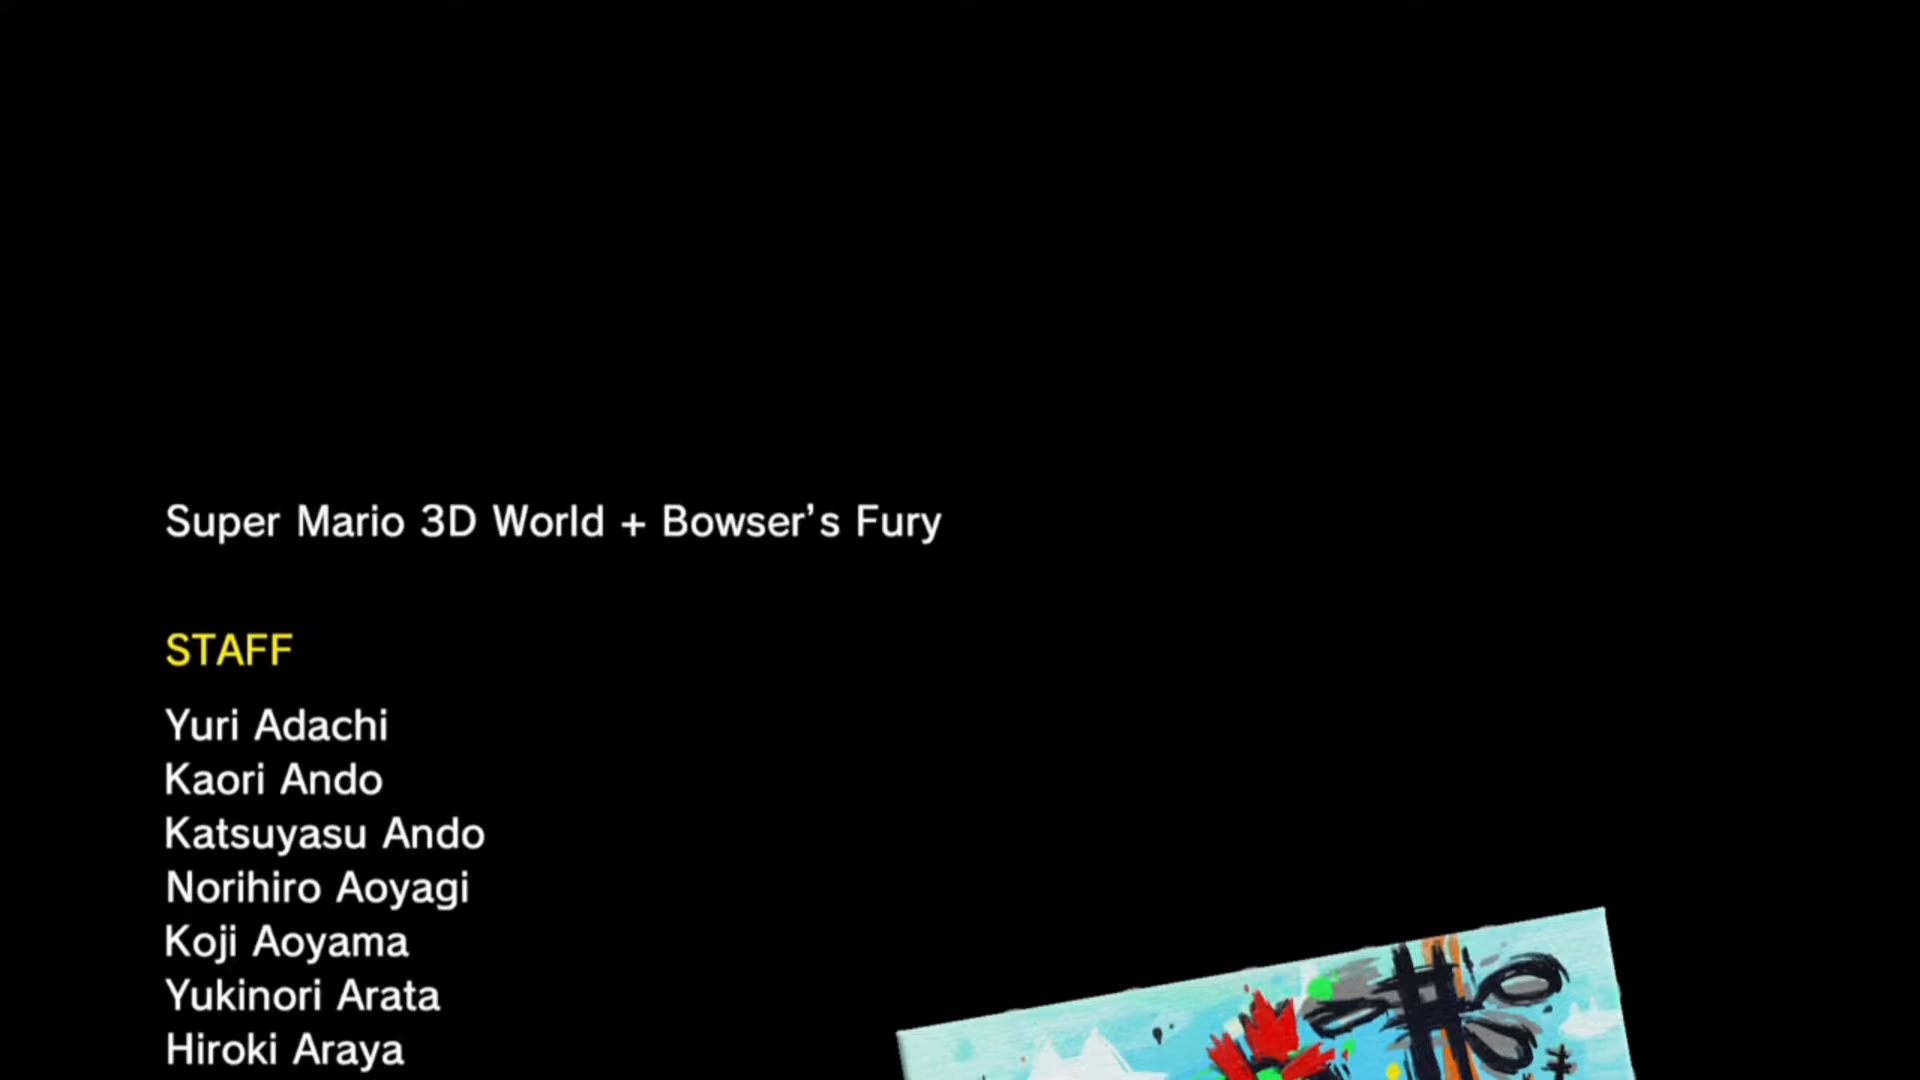 Super Mario 3D World + Bowser's Fury
STAFF
Yuri Adachi
Kaori Ando
Katsuyasu Ando
Norihiro Aoyagi
Koji Aoyama
Yukinori Arata
Hiroki Araya